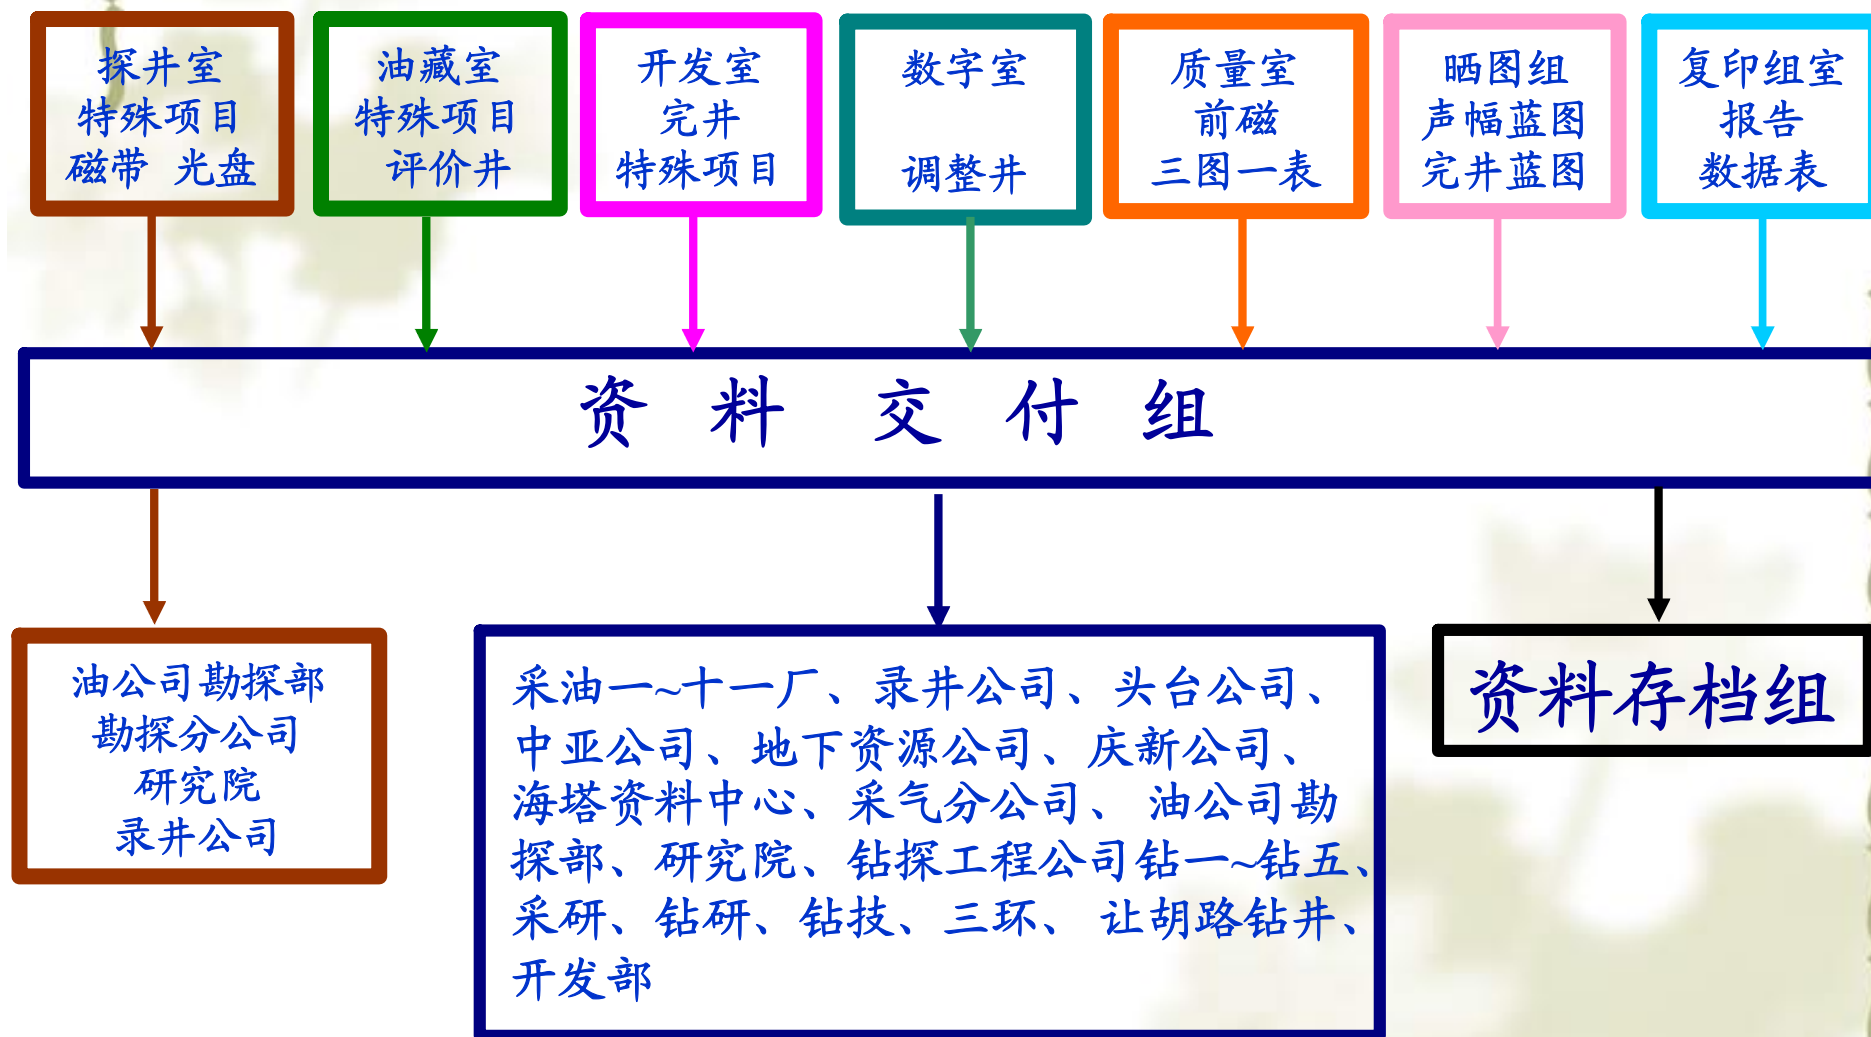 探井室
特殊项目
磁带 光盘
油藏室
特殊项目
评价井
开发室
完井
特殊项目
数字室
调整井
质量室
前磁
三图一表
晒图组
声幅蓝图
完井蓝图
复印组室
报告
数据表
资料交付组
油公司勘探部
勘探分公司
研究院
录井公司
采油一~十一厂、录井公司、头台公司、
中亚公司、地下资源公司、庆新公司、
海塔资料中心、采气分公司、 油公司勘
探部、研究院、钻探工程公司钻一~钻五、
采研、钻研、钻技、三环、 让胡路钻井、
开发部
资料存档组